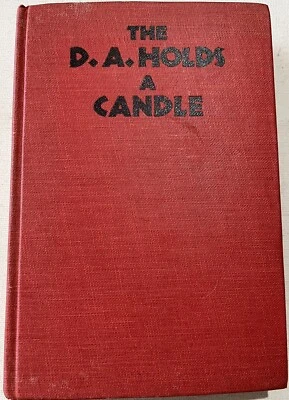 THE
D.A. HOLDS
A
CANDLE